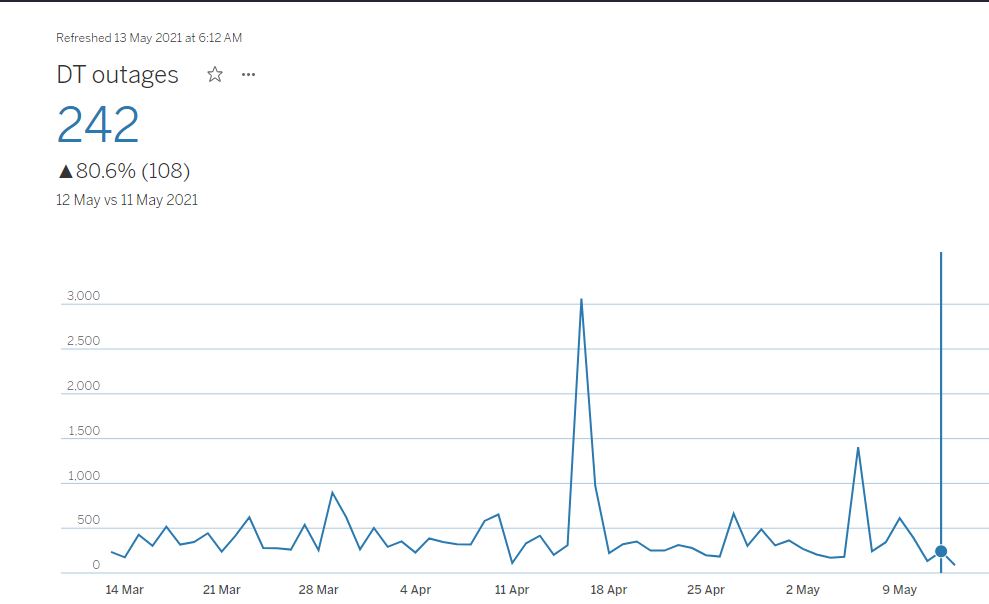 Refreshed 13 May 2021 at 6:12 AM
DT outages
242
▲80.6% (108)
12 May vs 11 May 2021
3.000
2.500
2.000
1.500
1.000
500
0
14 Mar 21 Mar 28 Mar 4 Apr 11 Apr 18 Apr 25 Apr 2 May 9 May